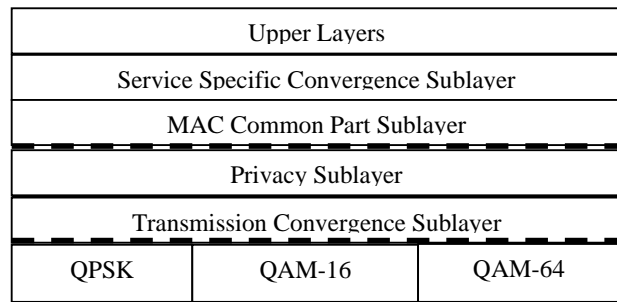 Upper Layers
Service Specific Convergence Sublayer
MAC Common Part Sublayer
Privacy Sublayer
Transmission Convergence Sublayer
QPSK QAM-16 QAM-64